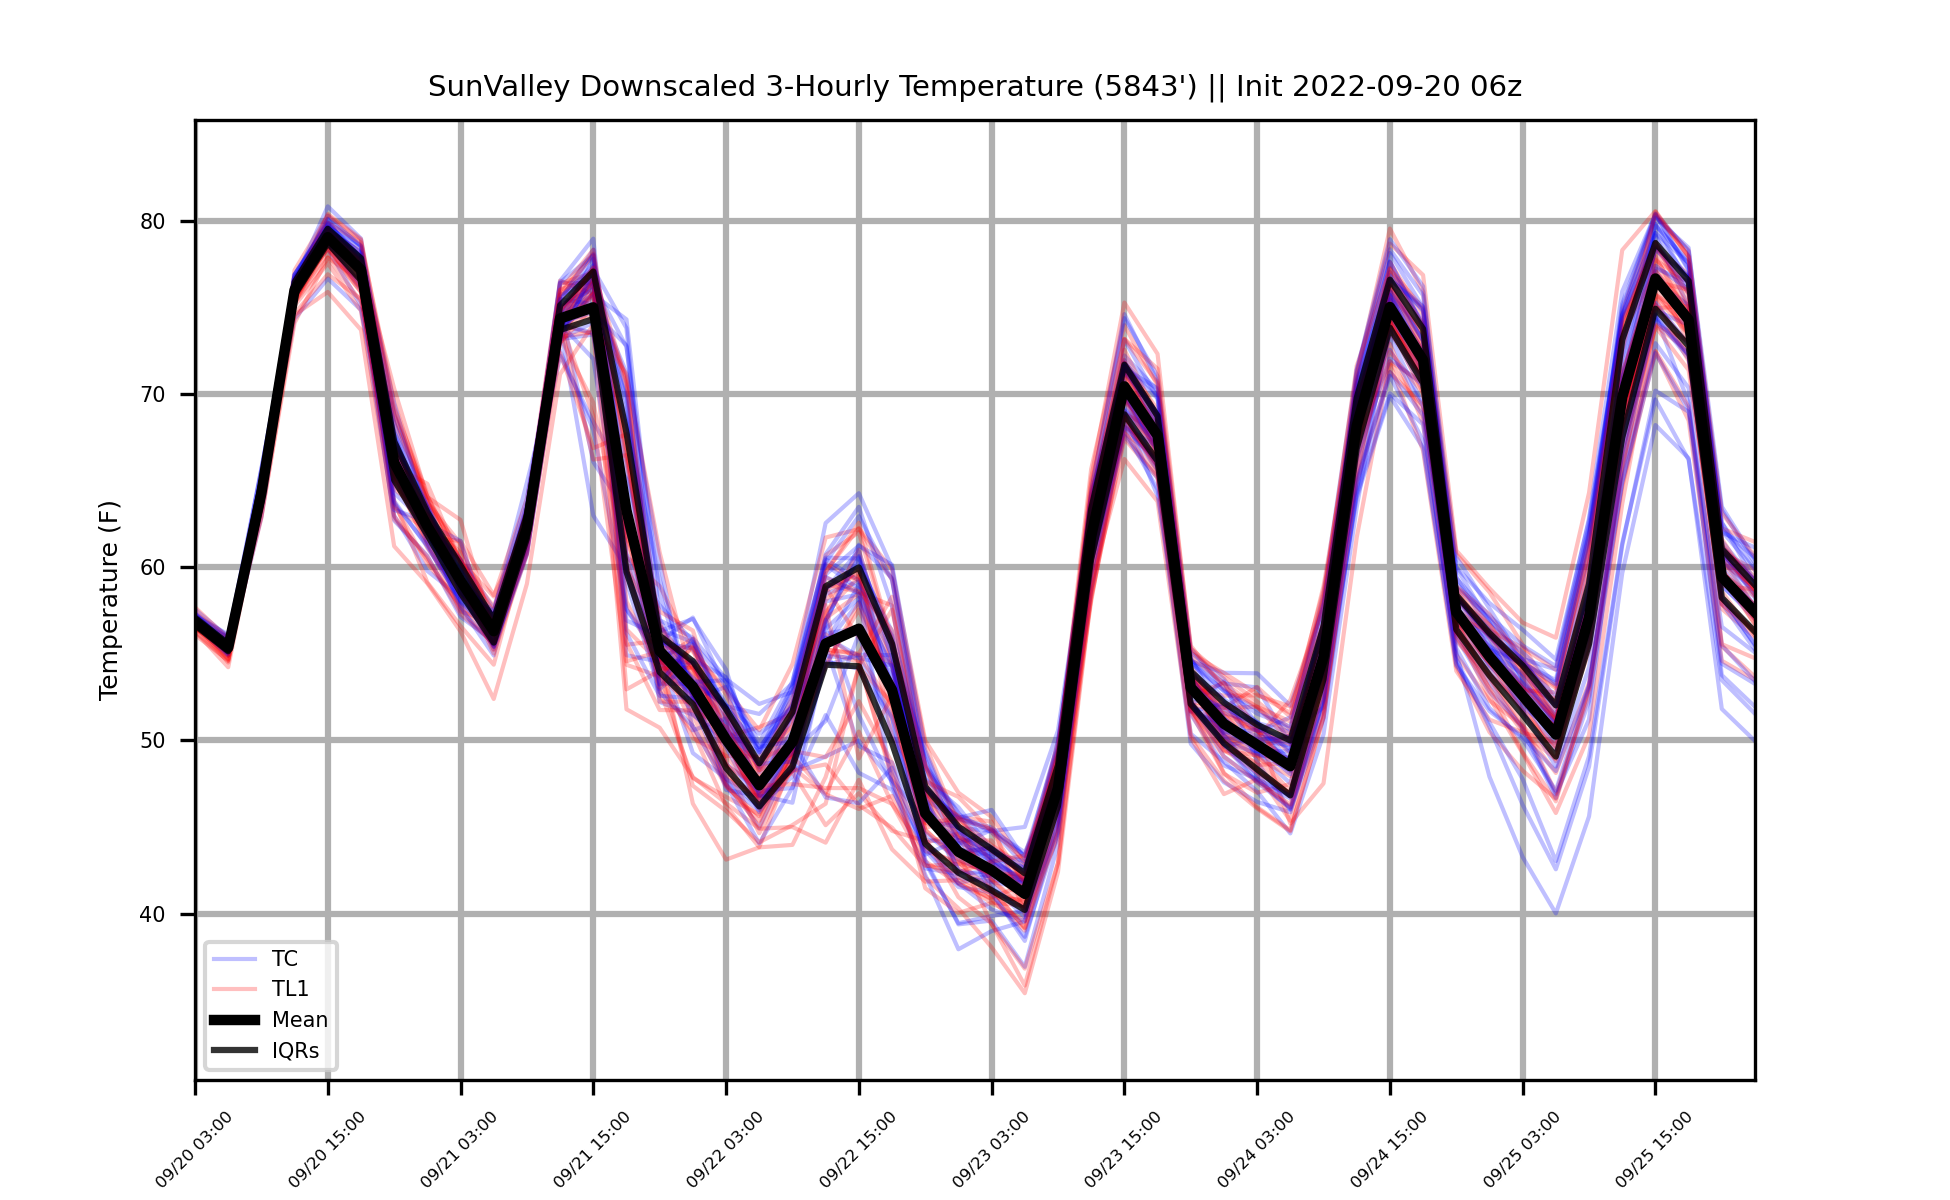 SunValley Downscaled 3-Hourly Temperature (5843') || Init 2022-09-20 06z
Temperature (F)
80
70
60
50
40
TC
TL1
Mean
IQRs
09/20 03:00
09/20 15:00
09/21 03:00
09/21 15:00
09/22 03:00
09/22 15:00
09/23 03:00
09/23 15:00
09/24 03:00
09/24 15:00
09/25 03:00
09/25 15:00